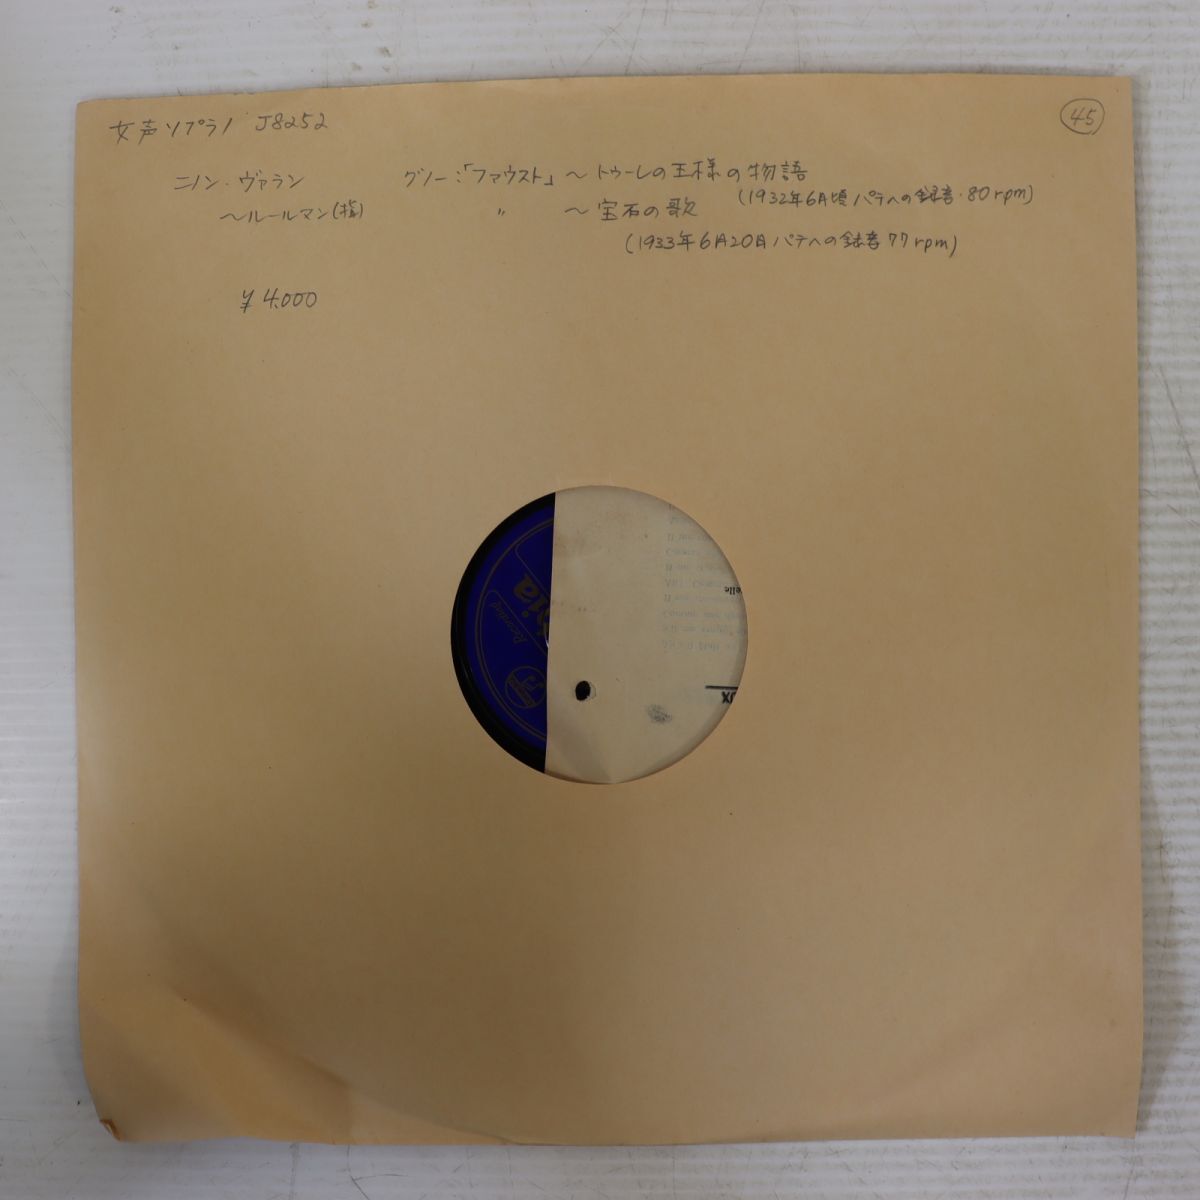 女声ソプラノ J8252
45
ニノン・ヴァラン グノー:「ファウスト」〜トゥーレの王様の物語
(1932年6月頃 パテへの録音・80rpm)
〜ルールマン(指) 〃 〜宝石の歌
(1933年6月20日 パテへの録音 77rpm)
¥4,000
bia
Recording
elle
ux